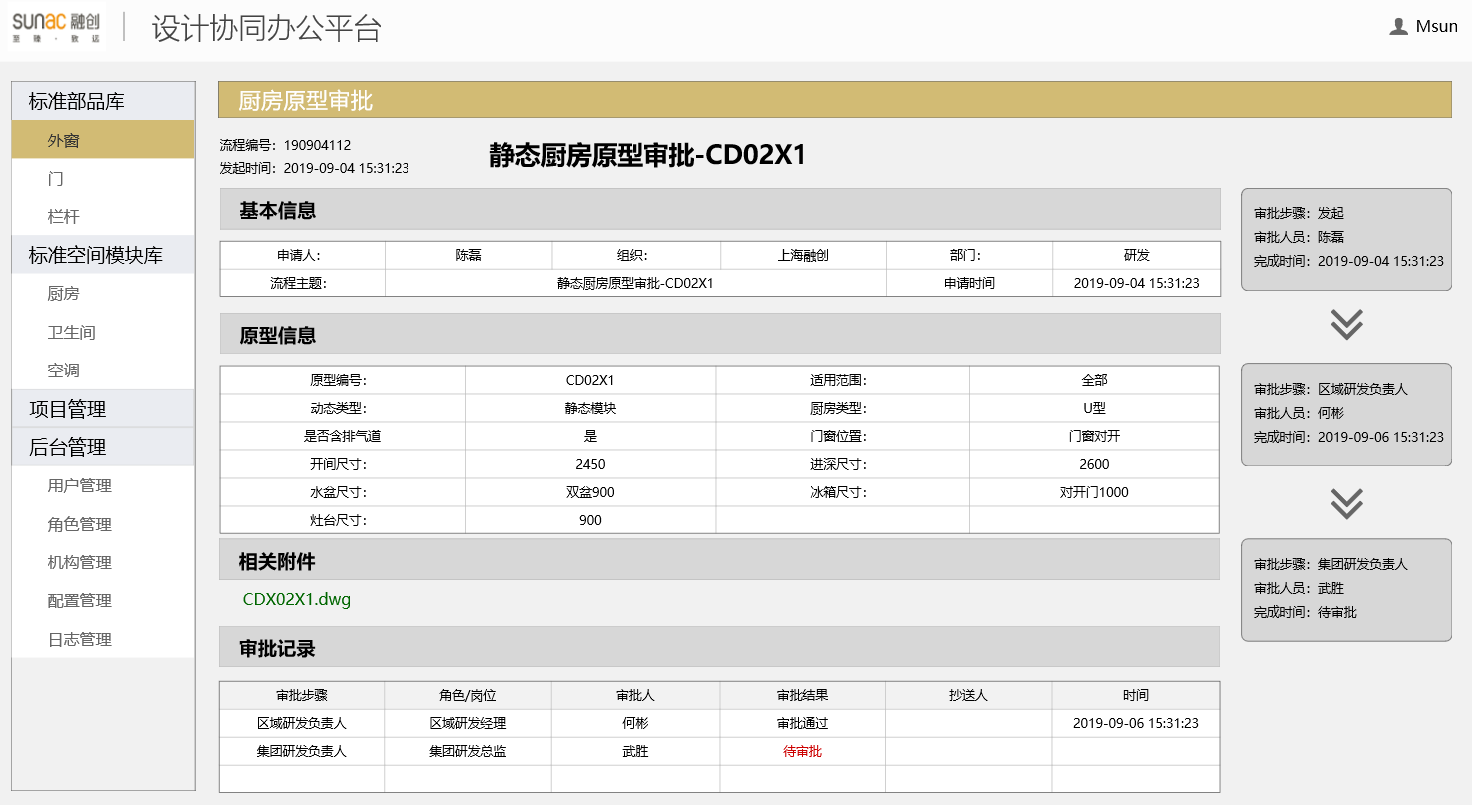 sunac 融创
至臻·致远
设计协同办公平台
Msun
标准部品库
外窗
门
栏杆
标准空间模块库
厨房
卫生间
空调
项目管理
后台管理
用户管理
角色管理
机构管理
配置管理
日志管理
厨房原型审批
流程编号：190904112
发起时间：2019-09-04 15:31:23
静态厨房原型审批-CD02X1
基本信息
申请人： 陈磊 组织： 上海融创 部门： 研发
流程主题： 静态厨房原型审批-CD02X1 申请时间 2019-09-04 15:31:23
原型信息
原型编号： CD02X1 适用范围： 全部
动态类型： 静态模块 厨房类型： U型
是否含排气道 是 门窗位置： 门窗对开
开间尺寸： 2450 进深尺寸： 2600
水盆尺寸： 双盆900 冰箱尺寸： 对开门1000
灶台尺寸： 900
相关附件
CDX02X1.dwg
审批记录
审批步骤 角色/岗位 审批人 审批结果 抄送人 时间
区域研发负责人 区域研发经理 何彬 审批通过 2019-09-06 15:31:23
集团研发负责人 集团研发总监 武胜 待审批
审批步骤：发起
审批人员：陈磊
完成时间：2019-09-04 15:31:23
审批步骤：区域研发负责人
审批人员：何彬
完成时间：2019-09-06 15:31:23
审批步骤：集团研发负责人
审批人员：武胜
完成时间：待审批